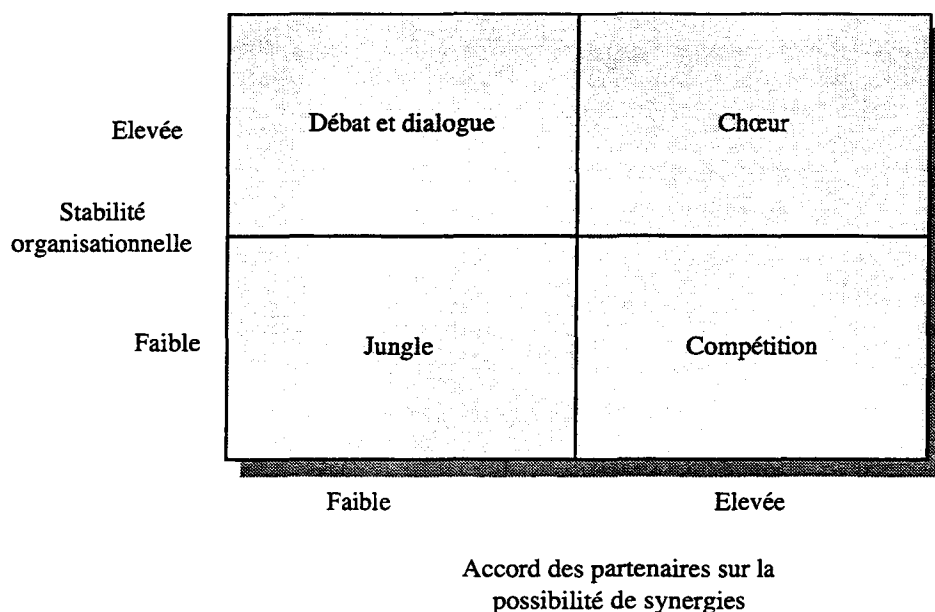 Elevée
Débat et dialogue
Chœur
Stabilité
organisationnelle
Faible
Jungle
Compétition
Faible
Elevée
Accord des partenaires sur la
possibilité de synergies